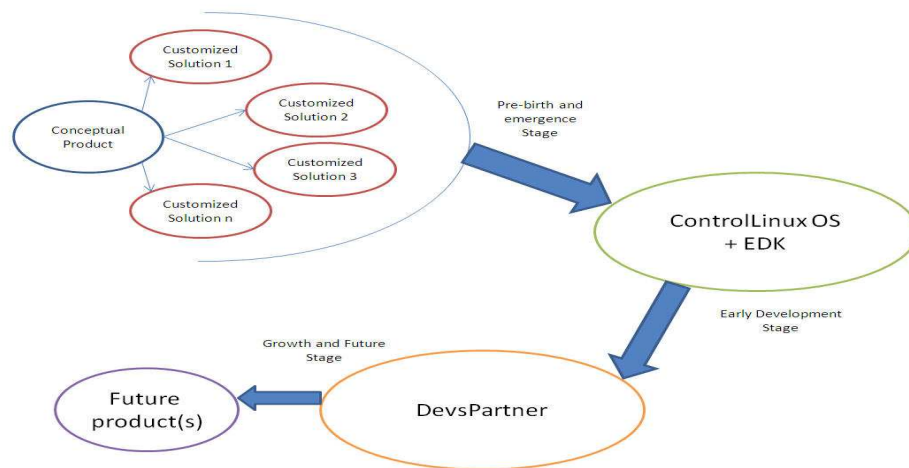 Customized
Solution 1
Customized
Solution 2
Conceptual
Product
Customized
Solution 3
Customized
Solution n
Pre-birth and
emergence
Stage
ControlLinux OS
+ EDK
Early Development
Stage
Growth and Future
Stage
DevsPartner
Future
product(s)